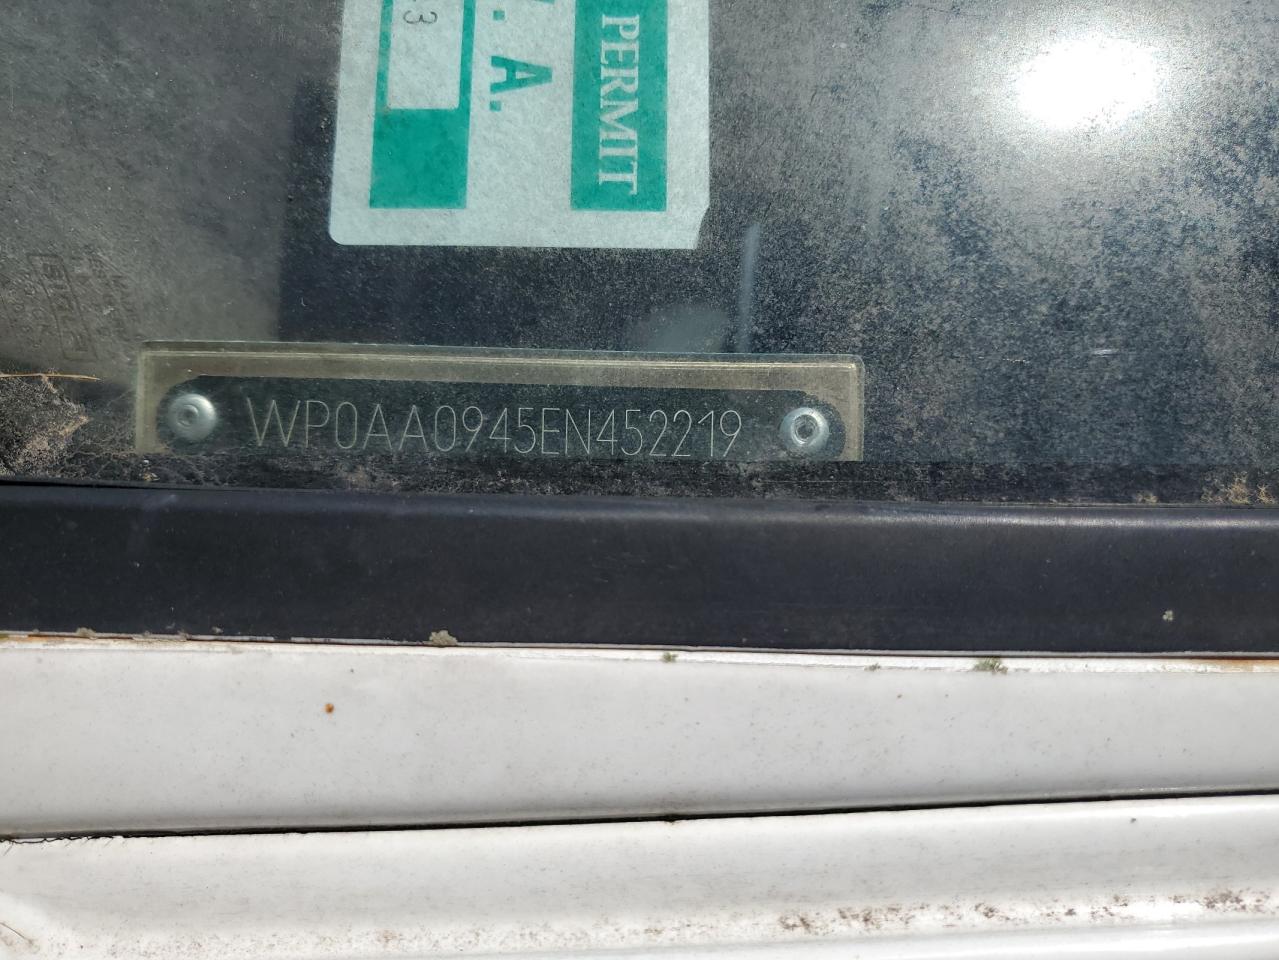 3
. A.
PERMIT
WP0AA0945EN452219